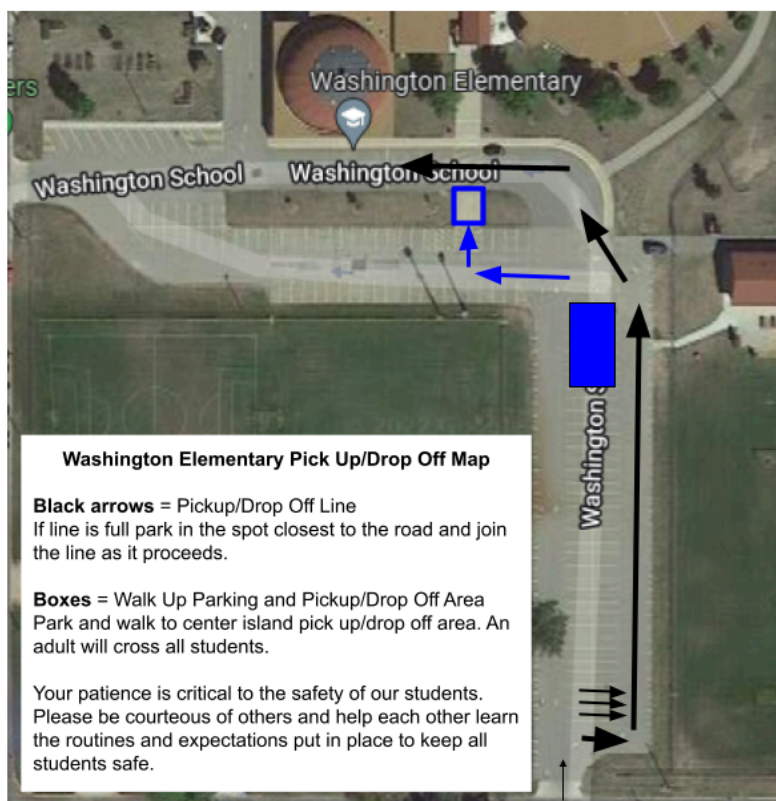 ers
Washington Elementary
Washington School
Washington School
Washington S
Washington Elementary Pick Up/Drop Off Map
Black arrows = Pickup/Drop Off Line
If line is full park in the spot closest to the road and join
the line as it proceeds.
Boxes = Walk Up Parking and Pickup/Drop Off Area
Park and walk to center island pick up/drop off area. An
adult will cross all students.
Your patience is critical to the safety of our students.
Please be courteous of others and help each other learn
the routines and expectations put in place to keep all
students safe.